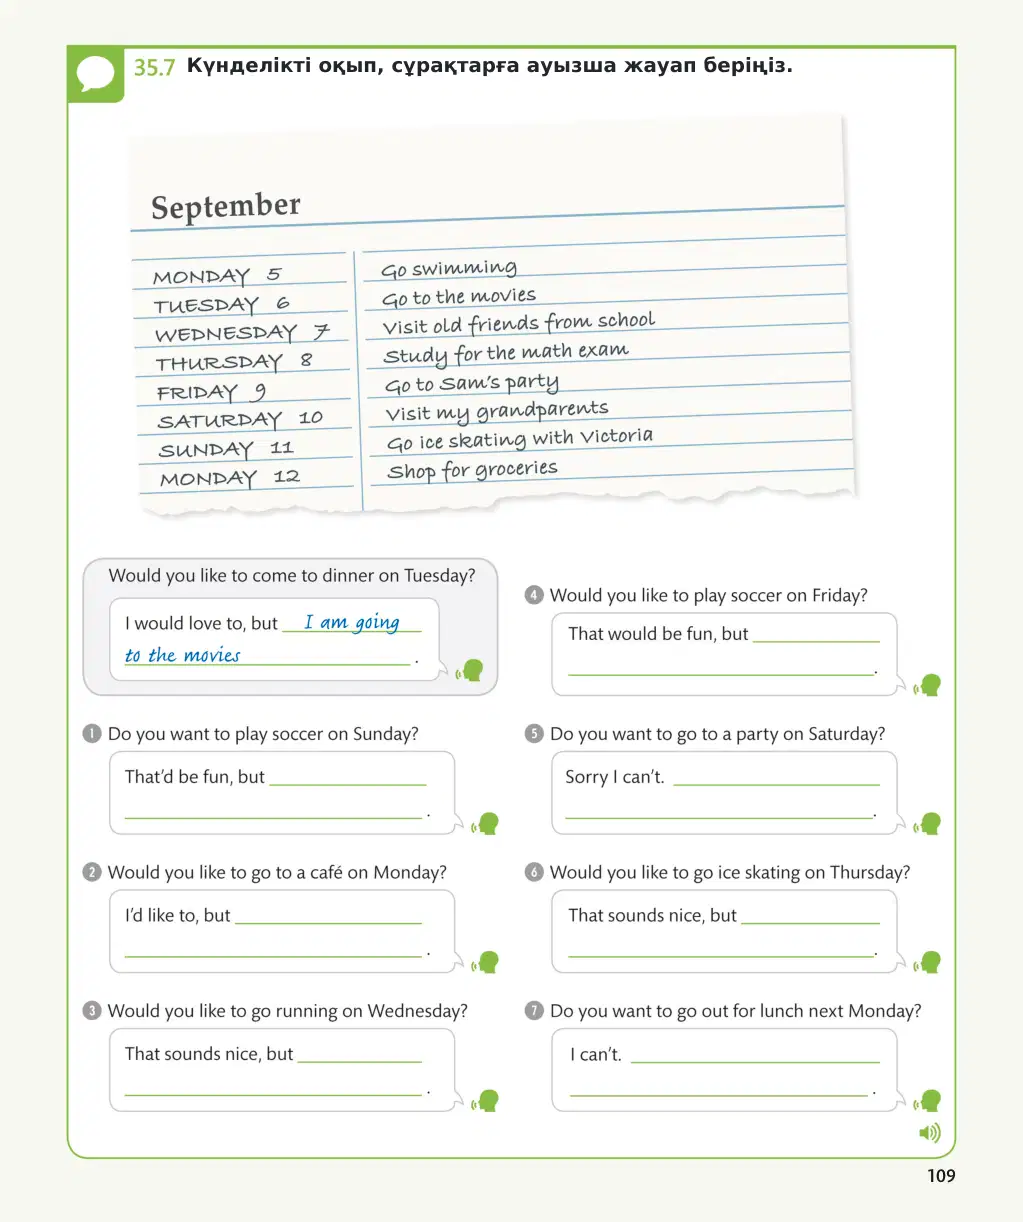 35.7 Күнделікті оқып, сұрақтарға ауызша жауап беріңіз.
September
MONDAY 5 Go swimming
TUESDAY 6 Go to the movies
WEDNESDAY 7 Visit old friends from school
THURSDAY 8 Study for the math exam
FRIDAY 9 Go to Sam's party
SATURDAY 10 Visit my grandparents
SUNDAY 11 Go ice skating with Victoria
MONDAY 12 Shop for groceries
Would you like to come to dinner on Tuesday?
I would love to, but I am going
to the movies .
1 Do you want to play soccer on Sunday?
That'd be fun, but
.
2 Would you like to go to a café on Monday?
I'd like to, but
.
3 Would you like to go running on Wednesday?
That sounds nice, but
.
4 Would you like to play soccer on Friday?
That would be fun, but
.
5 Do you want to go to a party on Saturday?
Sorry I can't.
.
6 Would you like to go ice skating on Thursday?
That sounds nice, but
.
7 Do you want to go out for lunch next Monday?
I can't.
.
109